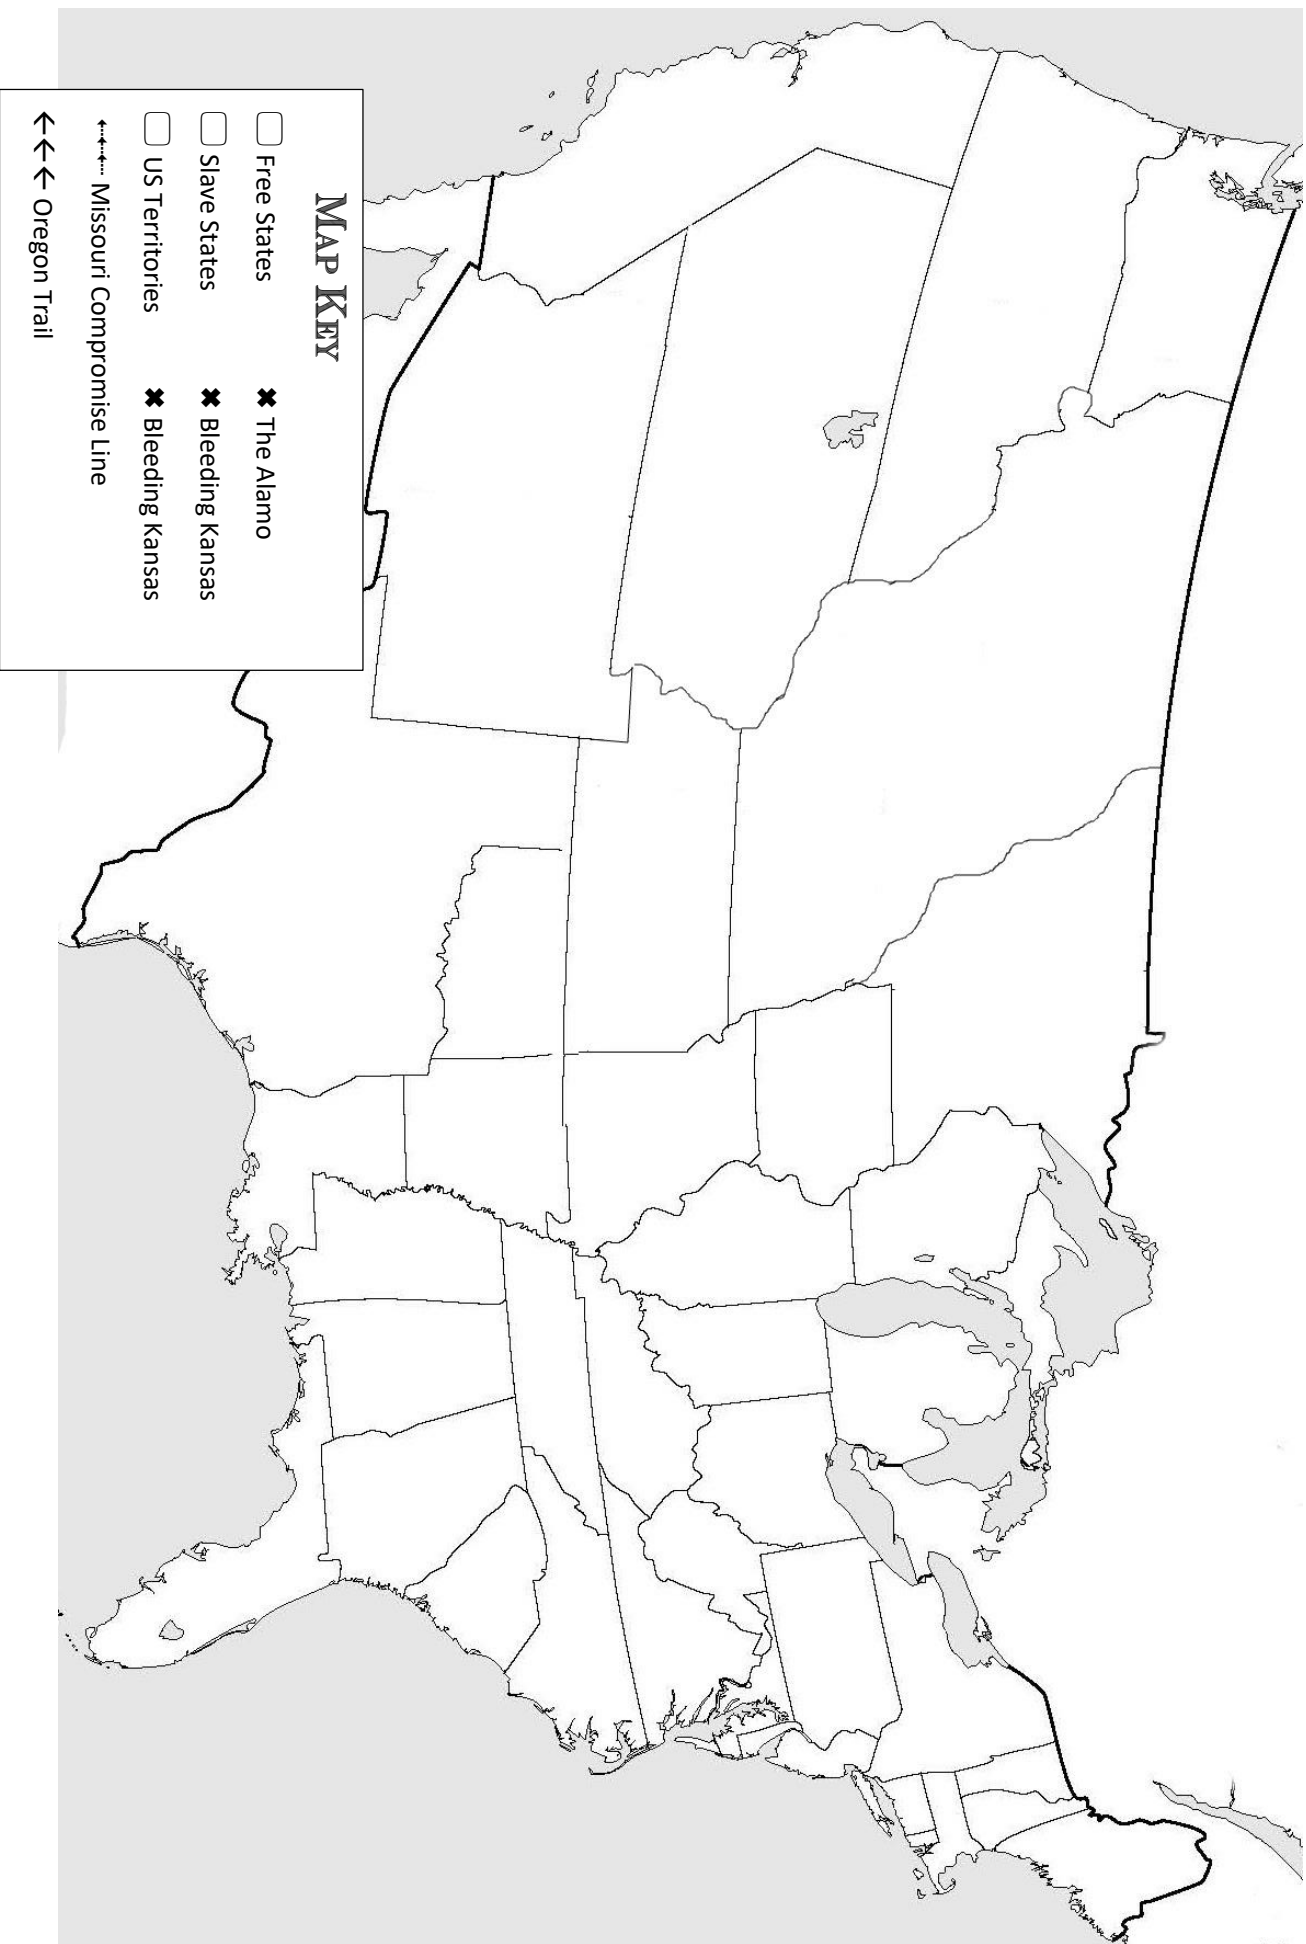 MAP KEY
Free States
Slave States
US Territories
Missouri Compromise Line
Oregon Trail
The Alamo
Bleeding Kansas
Bleeding Kansas